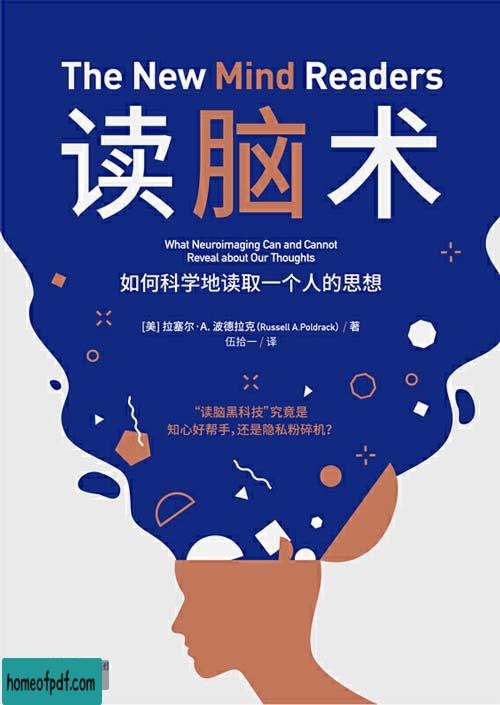 The New Mind Readers
读脑术
What Neuroimaging Can and Cannot
Reveal about Our Thoughts
如何科学地读取一个人的思想
[美] 拉塞尔·A. 波德拉克(Russell A.Poldrack) / 著
伍拾一 / 译
“读脑黑科技”究竟是
知心好帮手,还是隐私粉碎机?
homeofpdf.com